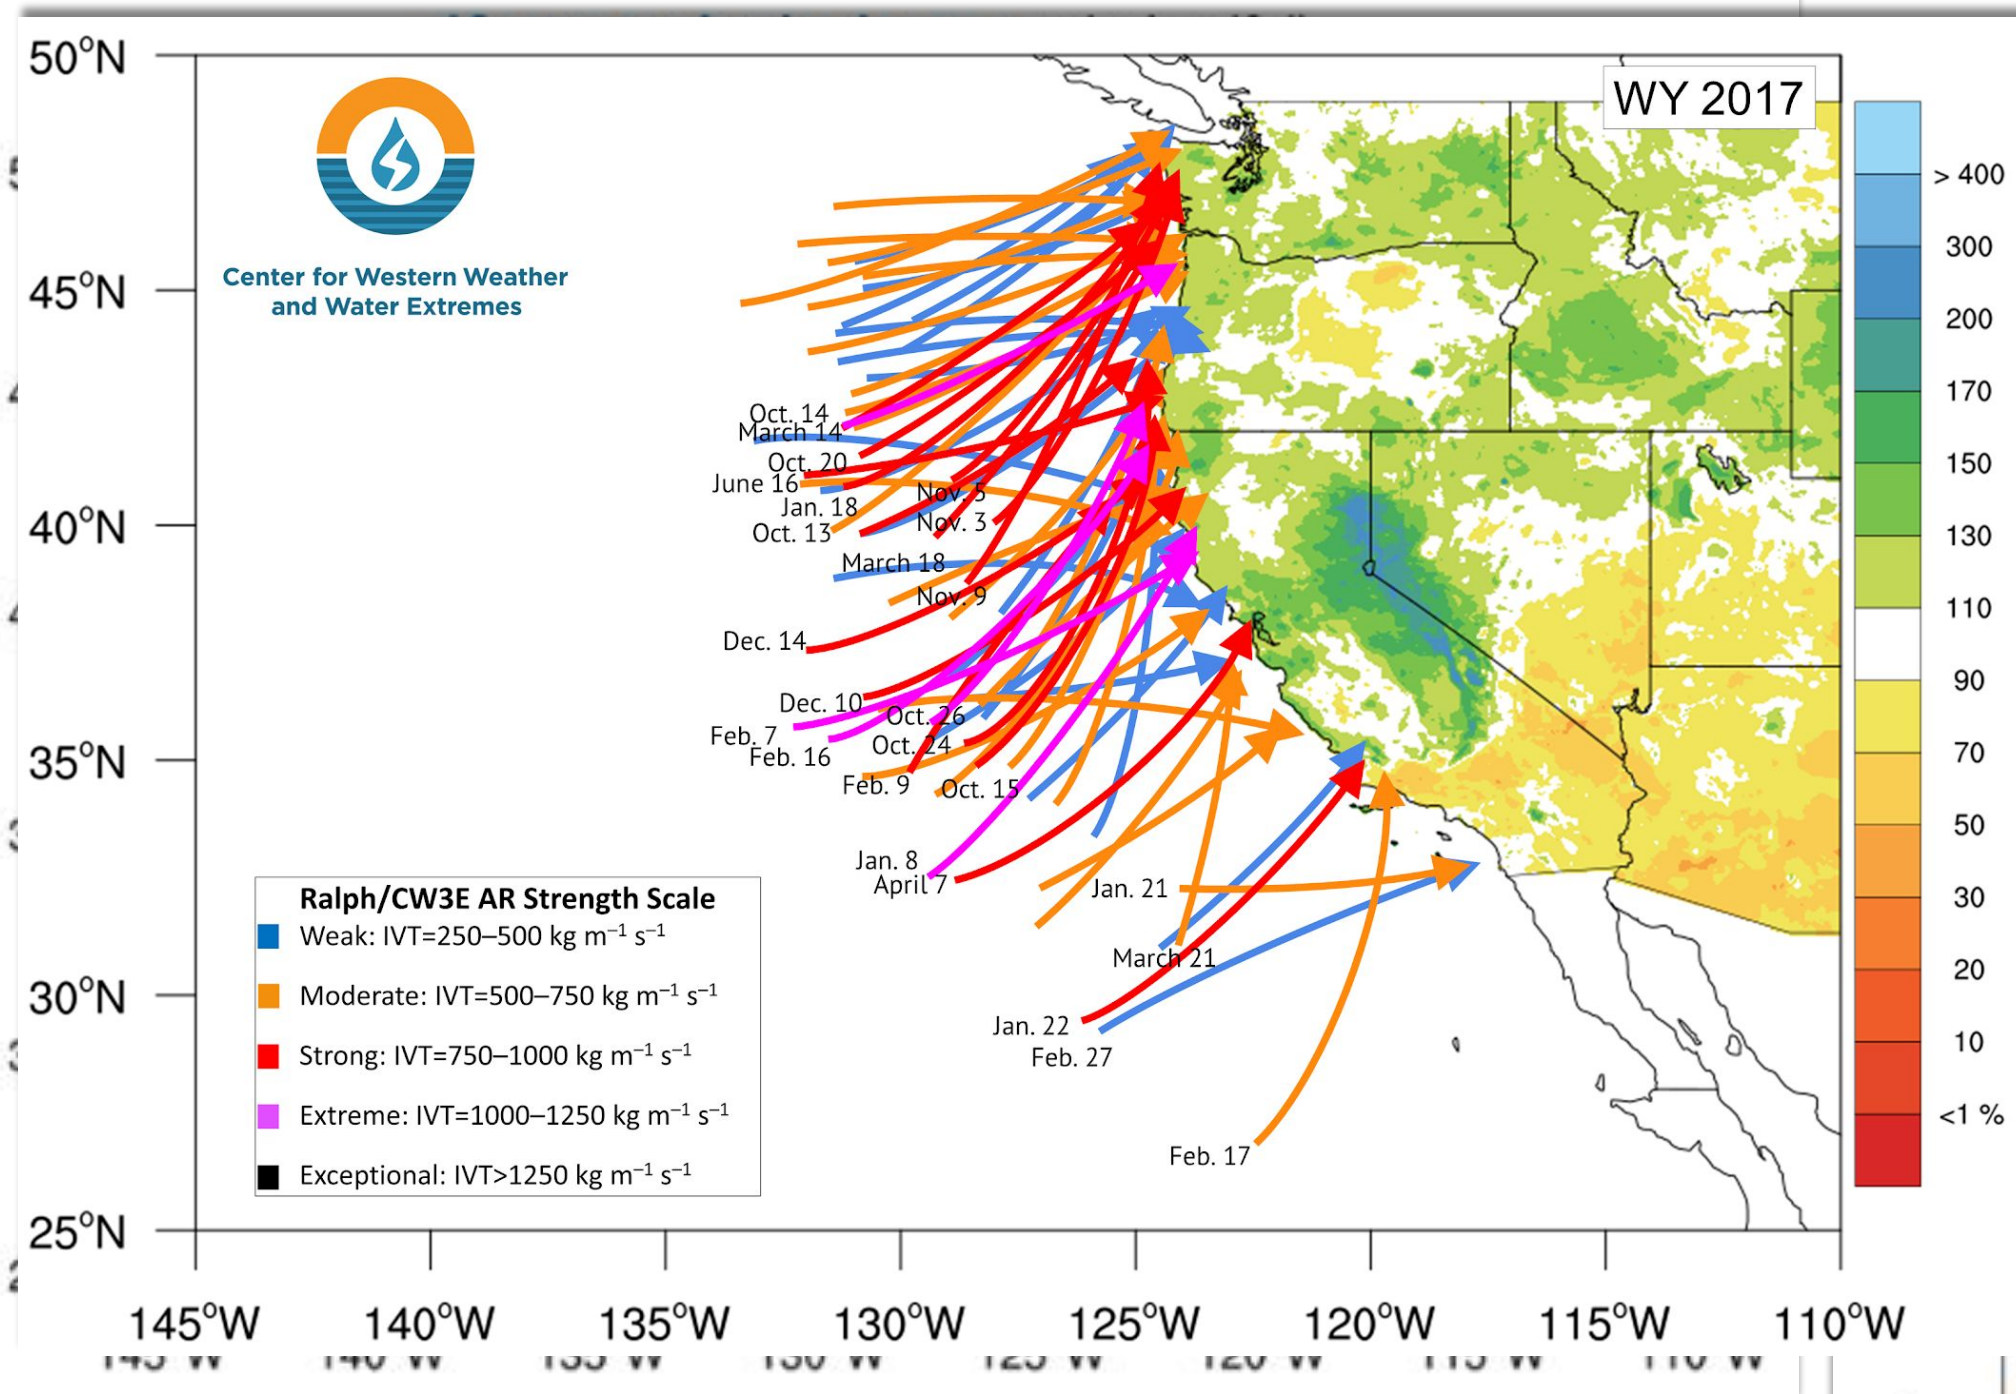 50°N
45°N
40°N
35°N
30°N
25°N
145°W
140°W
135°W
130°W
125°W
120°W
115°W
110°W
WY 2017
Center for Western Weather
and Water Extremes
Oct. 14
March 14
Oct. 20
June 16
Jan. 18
Oct. 13
Nov. 5
Nov. 3
March 18
Nov. 9
Dec. 14
Dec. 10
Feb. 7
Feb. 16
Oct. 26
Oct. 24
Feb. 9
Oct. 15
Jan. 8
April 7
Jan. 21
March 21
Jan. 22
Feb. 27
Feb. 17
Ralph/CW3E AR Strength Scale
Weak: IVT=250–500 kg m⁻¹ s⁻¹
Moderate: IVT=500–750 kg m⁻¹ s⁻¹
Strong: IVT=750–1000 kg m⁻¹ s⁻¹
Extreme: IVT=1000–1250 kg m⁻¹ s⁻¹
Exceptional: IVT>1250 kg m⁻¹ s⁻¹
> 400
300
200
170
150
130
110
90
70
50
30
20
10
<1 %